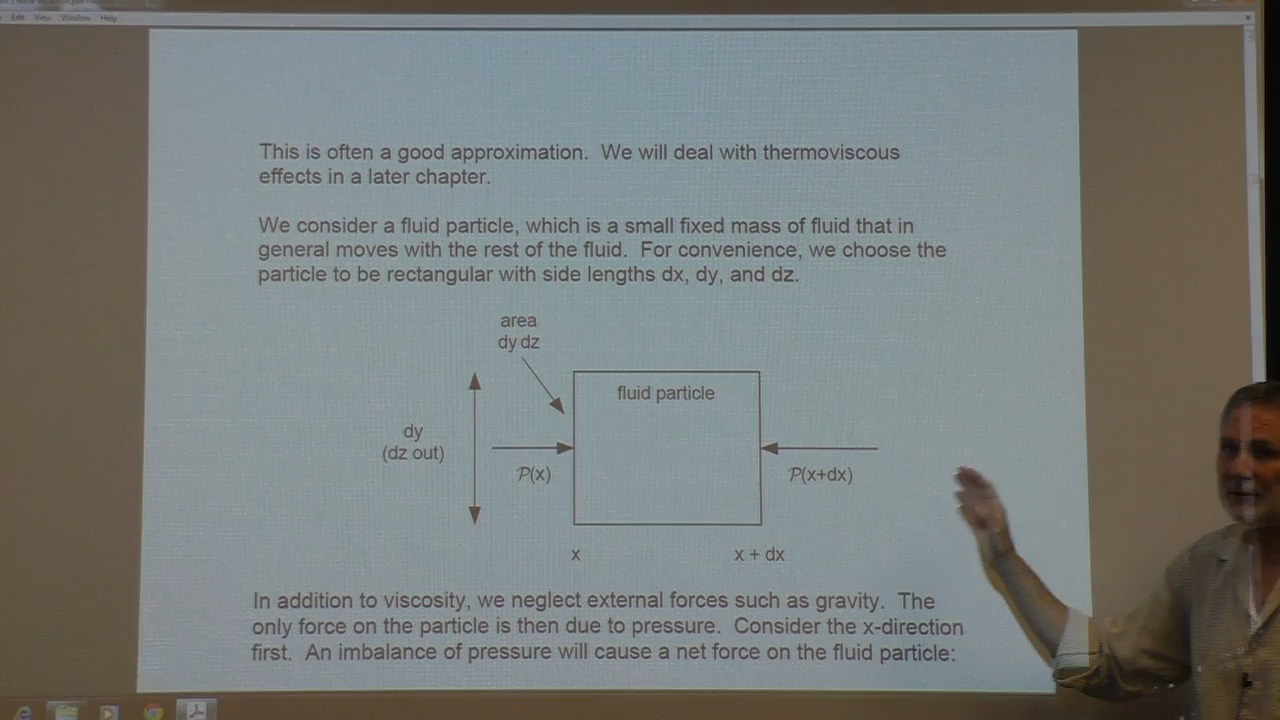 Edit View Window Help
This is often a good approximation. We will deal with thermoviscous
effects in a later chapter.
We consider a fluid particle, which is a small fixed mass of fluid that in
general moves with the rest of the fluid. For convenience, we choose the
particle to be rectangular with side lengths dx, dy, and dz.
area
dy dz
fluid particle
dy
(dz out)
P(x)
P(x+dx)
x
x + dx
In addition to viscosity, we neglect external forces such as gravity. The
only force on the particle is then due to pressure. Consider the x-direction
first. An imbalance of pressure will cause a net force on the fluid particle: